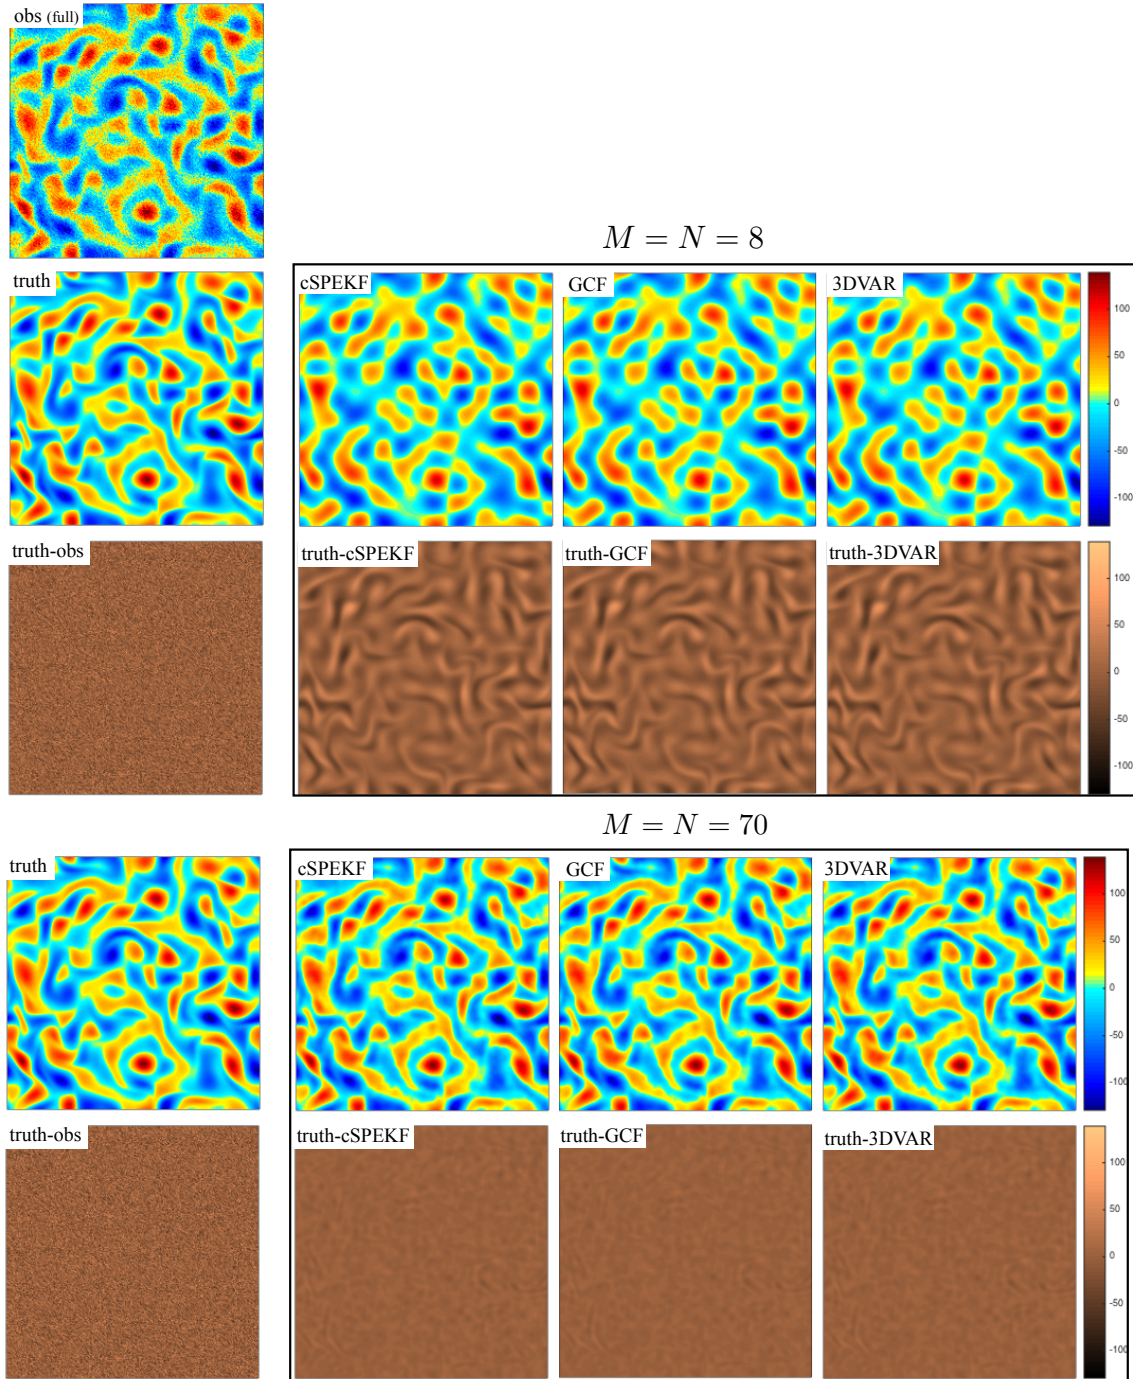 obs (full)
M = N = 8
truth
cSPEKF
GCF
3DVAR
100
50
0
-50
-100
truth-obs
truth-cSPEKF
truth-GCF
truth-3DVAR
100
50
0
-50
-100
M = N = 70
truth
cSPEKF
GCF
3DVAR
100
50
0
-50
-100
truth-obs
truth-cSPEKF
truth-GCF
truth-3DVAR
100
50
0
-50
-100